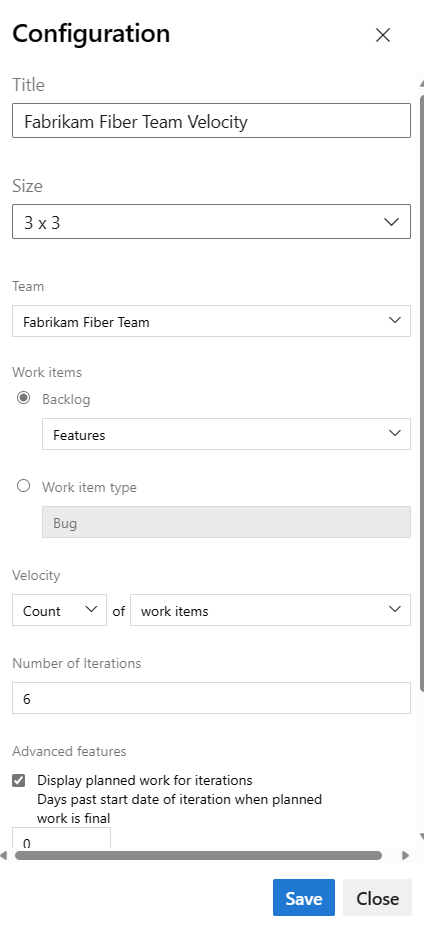 Configuration
Title
Fabrikam Fiber Team Velocity
Size
3 x 3
Team
Fabrikam Fiber Team
Work items
Backlog
Features
Work item type
Bug
Velocity
Count of work items
Number of Iterations
6
Advanced features
Display planned work for iterations
Days past start date of iteration when planned
work is final
0
Save Close